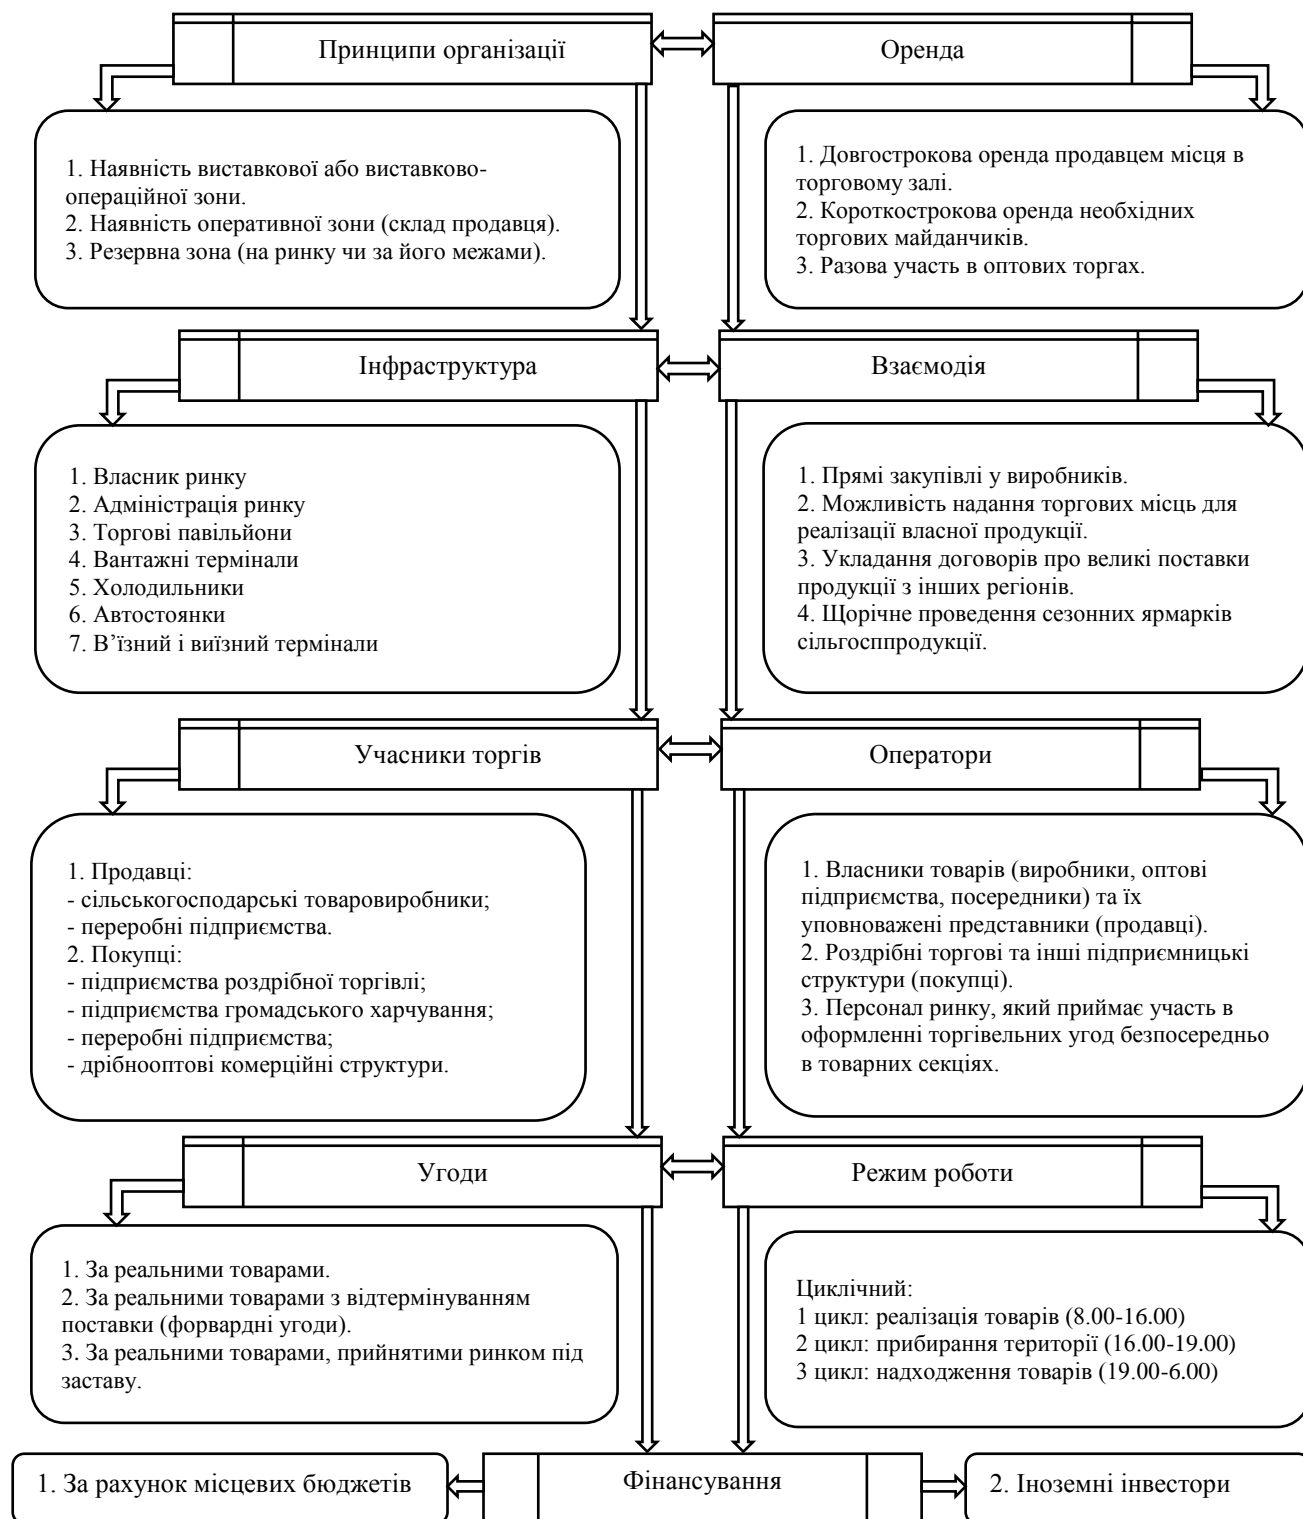 Принципи організації
Оренда
1. Наявність виставкової або виставково-
операційної зони.
2. Наявність оперативної зони (склад продавця).
3. Резервна зона (на ринку чи за його межами).
1. Довгострокова оренда продавцем місця в
торговому залі.
2. Короткострокова оренда необхідних
торгових майданчиків.
3. Разова участь в оптових торгах.
Інфраструктура
Взаємодія
1. Власник ринку
2. Адміністрація ринку
3. Торгові павільйони
4. Вантажні термінали
5. Холодильники
6. Автостоянки
7. В’їзний і виїзний термінали
1. Прямі закупівлі у виробників.
2. Можливість надання торгових місць для
реалізації власної продукції.
3. Укладання договорів про великі поставки
продукції з інших регіонів.
4. Щорічне проведення сезонних ярмарків
сільгосппродукції.
Учасники торгів
Оператори
1. Продавці:
- сільськогосподарські товаровиробники;
- переробні підприємства.
2. Покупці:
- підприємства роздрібної торгівлі;
- підприємства громадського харчування;
- переробні підприємства;
- дрібнооптові комерційні структури.
1. Власники товарів (виробники, оптові
підприємства, посередники) та їх
уповноважені представники (продавці).
2. Роздрібні торгові та інші підприємницькі
структури (покупці).
3. Персонал ринку, який приймає участь в
оформленні торгівельних угод безпосередньо
в товарних секціях.
Угоди
Режим роботи
1. За реальними товарами.
2. За реальними товарами з відтермінуванням
поставки (форвардні угоди).
3. За реальними товарами, прийнятими ринком під
заставу.
Циклічний:
1 цикл: реалізація товарів (8.00-16.00)
2 цикл: прибирання території (16.00-19.00)
3 цикл: надходження товарів (19.00-6.00)
1. За рахунок місцевих бюджетів
Фінансування
2. Іноземні інвестори